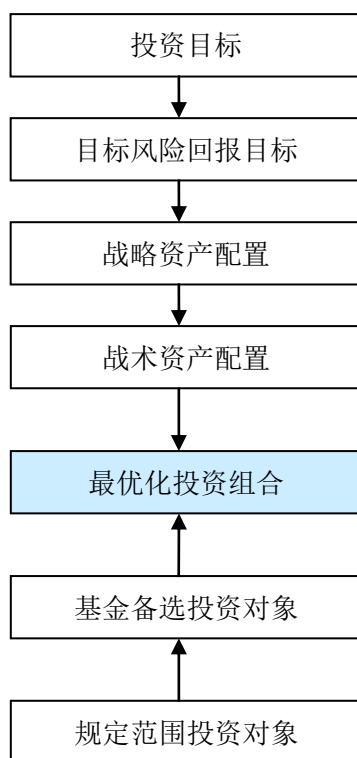 投资目标
目标风险回报目标
战略资产配置
战术资产配置
最优化投资组合
基金备选投资对象
规定范围投资对象